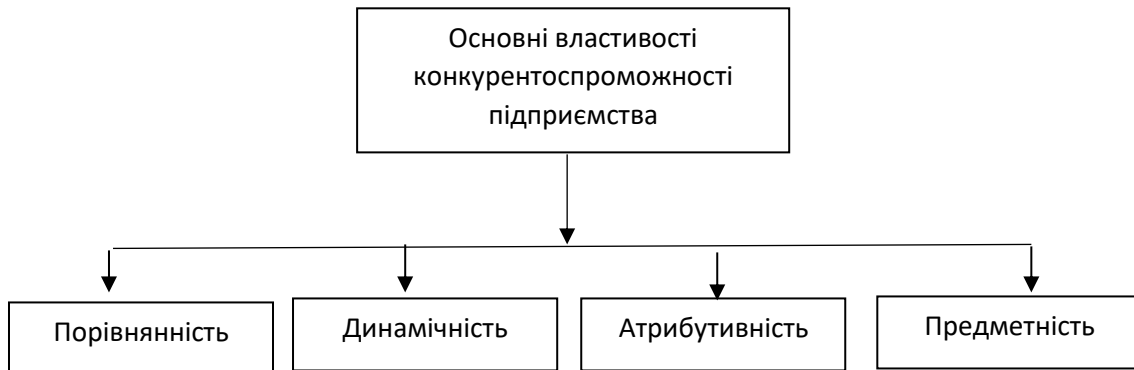 Основні властивості
конкурентоспроможності
підприємства
Порівнянність
Динамічність
Атрибутивність
Предметність